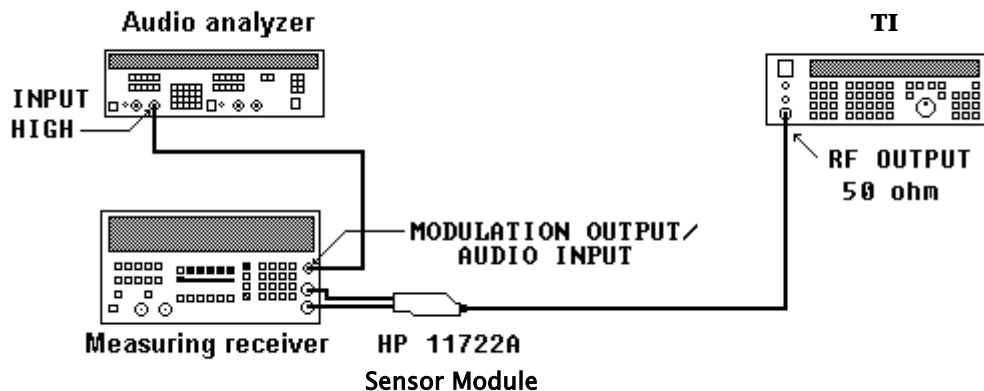 Audio analyzer
TI
INPUT
HIGH
RF OUTPUT
50 ohm
MODULATION OUTPUT/
AUDIO INPUT
Measuring receiver
HP 11722A
Sensor Module